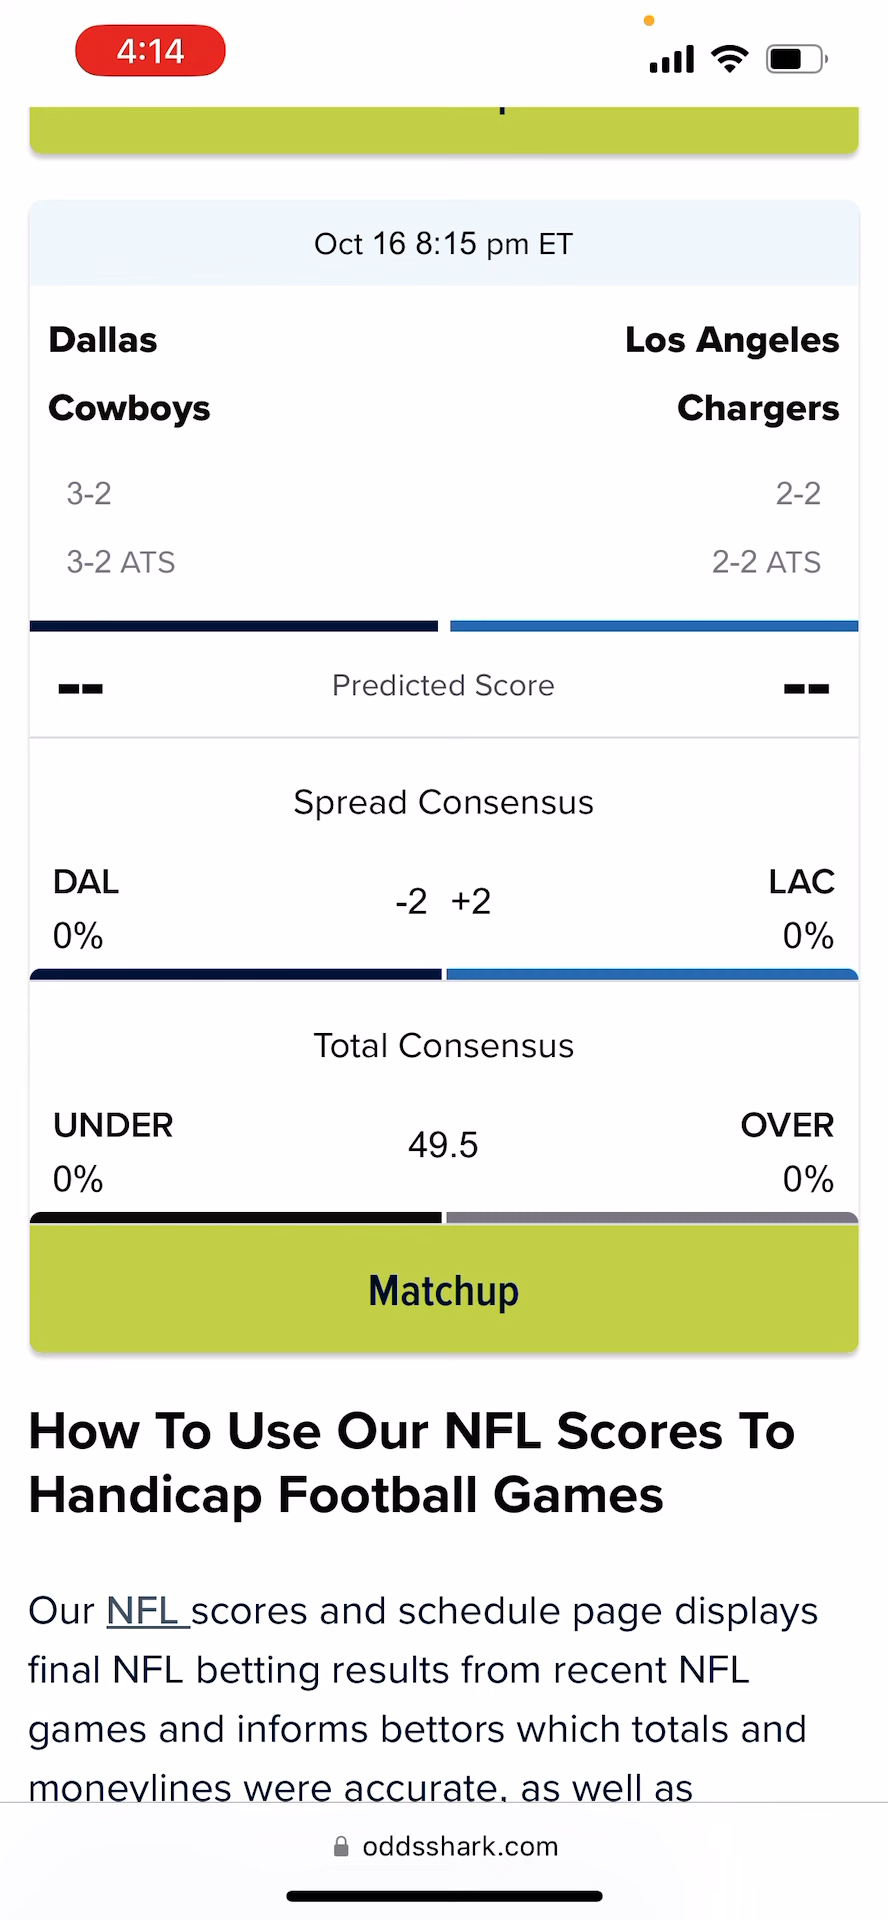 4:14
Oct 16 8:15 pm ET
Dallas Los Angeles
Cowboys Chargers
3-2 2-2
3-2 ATS 2-2 ATS
-- Predicted Score --
Spread Consensus
DAL -2 +2 LAC
0% 0%
Total Consensus
UNDER 49.5 OVER
0% 0%
Matchup
How To Use Our NFL Scores To
Handicap Football Games
Our NFL scores and schedule page displays
final NFL betting results from recent NFL
games and informs bettors which totals and
moneylines were accurate, as well as
oddsshark.com